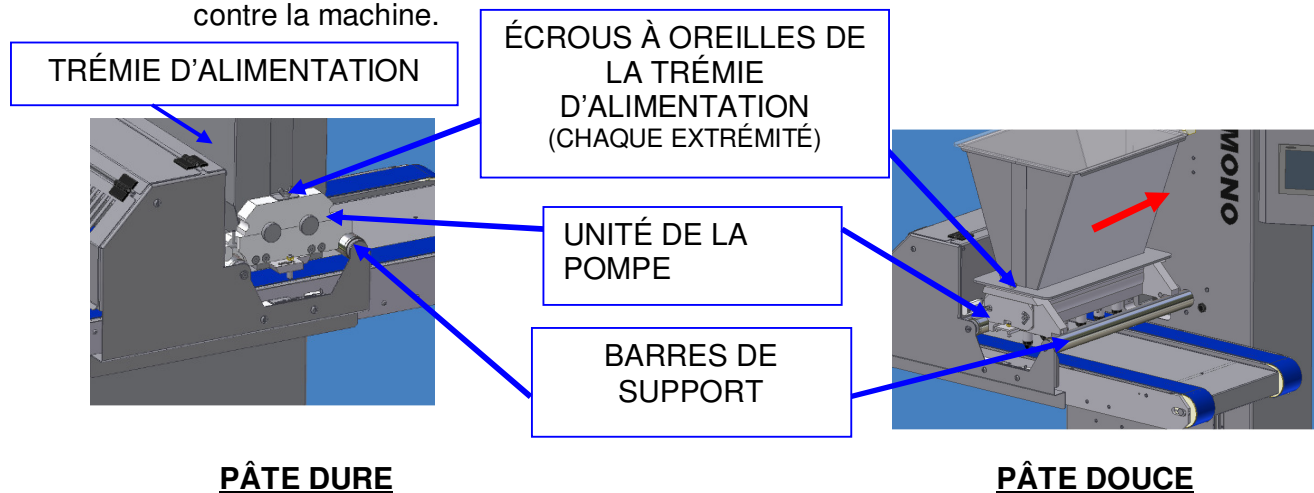 contre la machine.
TRÉMIE D'ALIMENTATION
ÉCROUS À OREILLES DE
LA TRÉMIE
D'ALIMENTATION
(CHAQUE EXTRÉMITÉ)
MONO
UNITÉ DE LA
POMPE
BARRES DE
SUPPORT
PÂTE DURE
PÂTE DOUCE